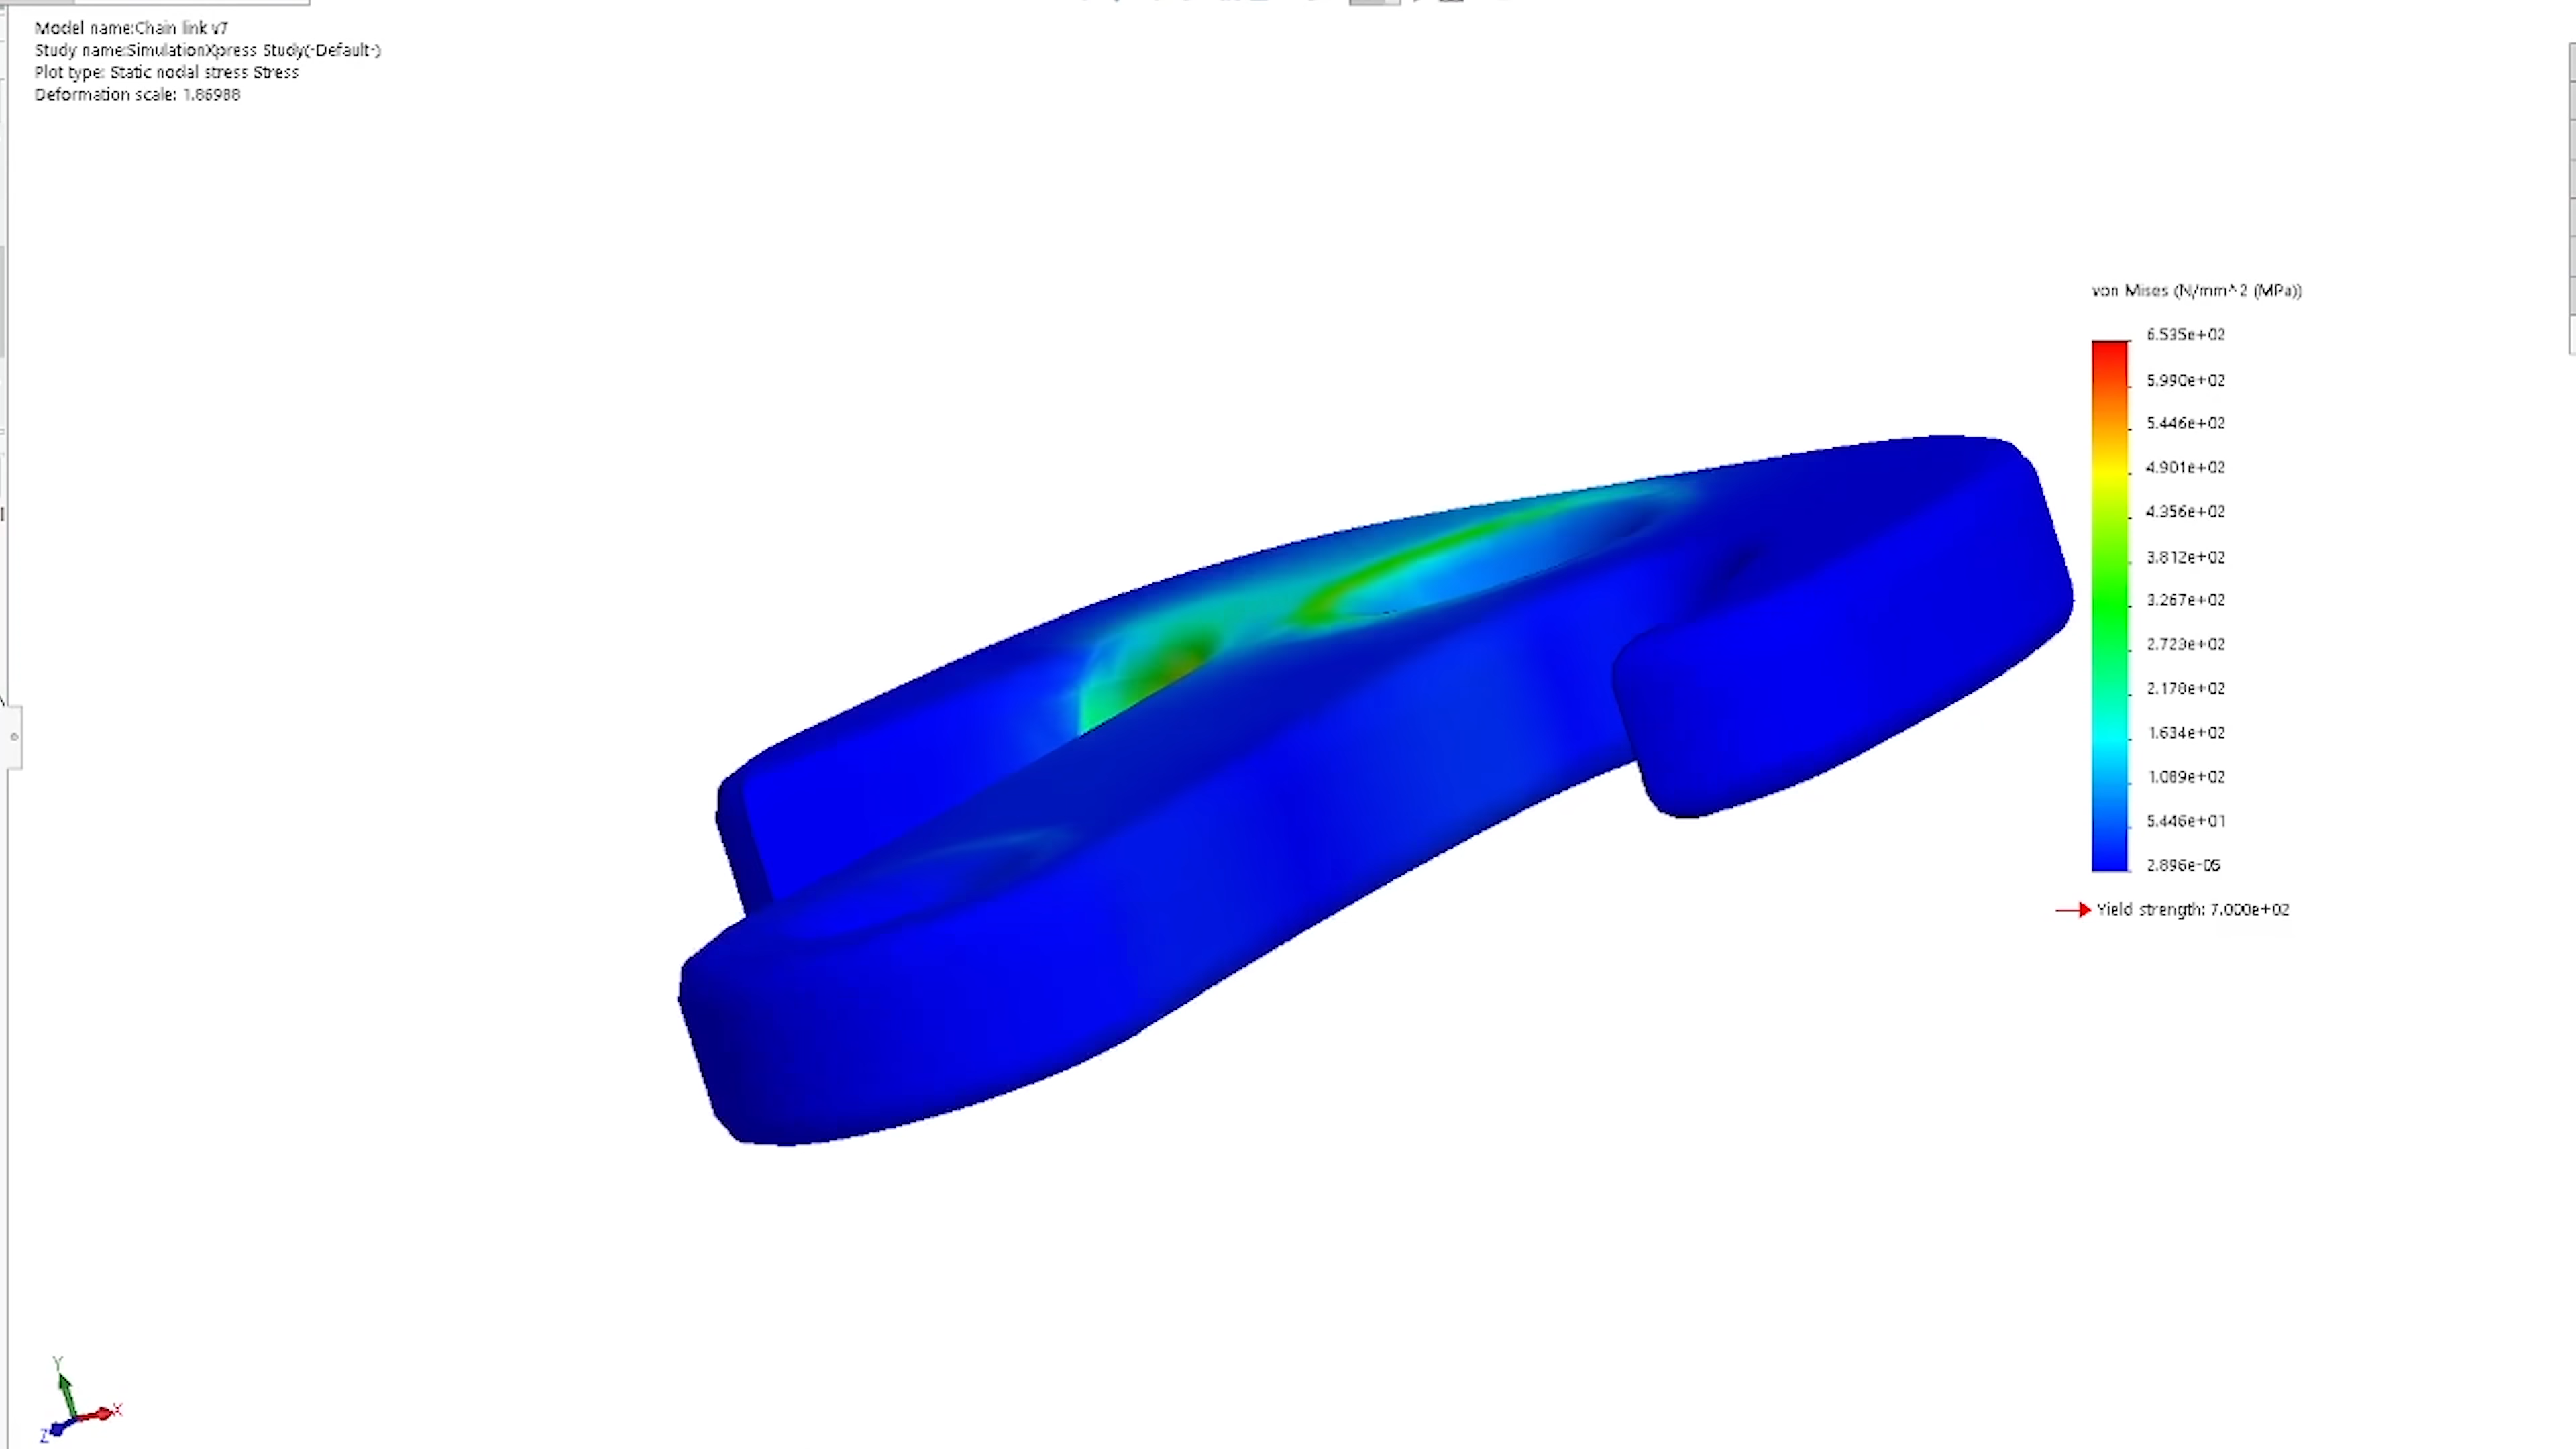 Model name:Chain link v7
Study name:SimulationXpress Study(-Default-)
Plot type: Static nodal stress Stress
Deformation scale: 1.86988
von Mises (N/mm^2 (MPa))
6.535e+02
5.990e+02
5.446e+02
4.901e+02
4.356e+02
3.812e+02
3.267e+02
2.723e+02
2.178e+02
1.634e+02
1.089e+02
5.446e+01
2.896e-05
Yield strength: 7.000e+02
Y
X
Z